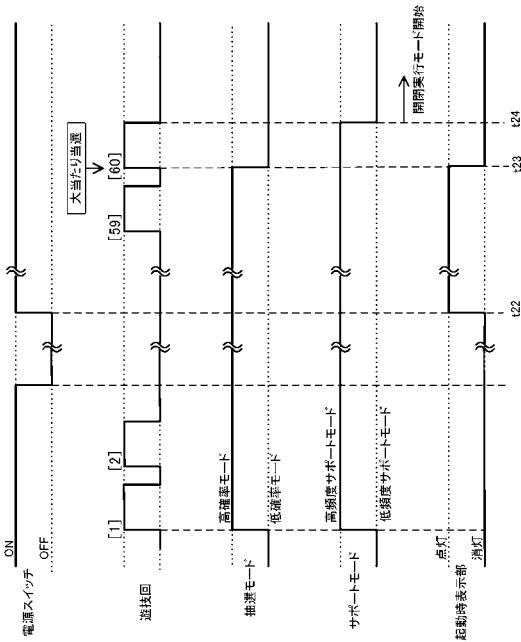 電源スイッチ
ON
OFF
遊技回
[1]
[2]
[59]
[60]
大当たり当選
抽選モード
高確率モード
低確率モード
サポートモード
高頻度サポートモード
低頻度サポートモード
開閉実行モード開始
起動時表示部
点灯
消灯
t22
t23
t24